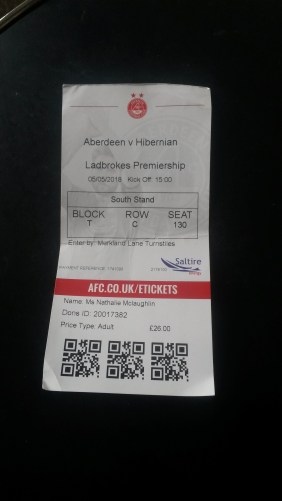 Aberdeen v Hibernian
Ladbrokes Premiership
05/05/2018 Kick Off: 15:00
South Stand
BLOCK ROW SEAT
T C 130
Enter by: Merkland Lane Turnstiles
Saltire
AFC.CO.UK/ETICKETS
Name: Ms Nathalie Mclaughlin
Dons ID: 20017382
Price Type: Adult £26.00